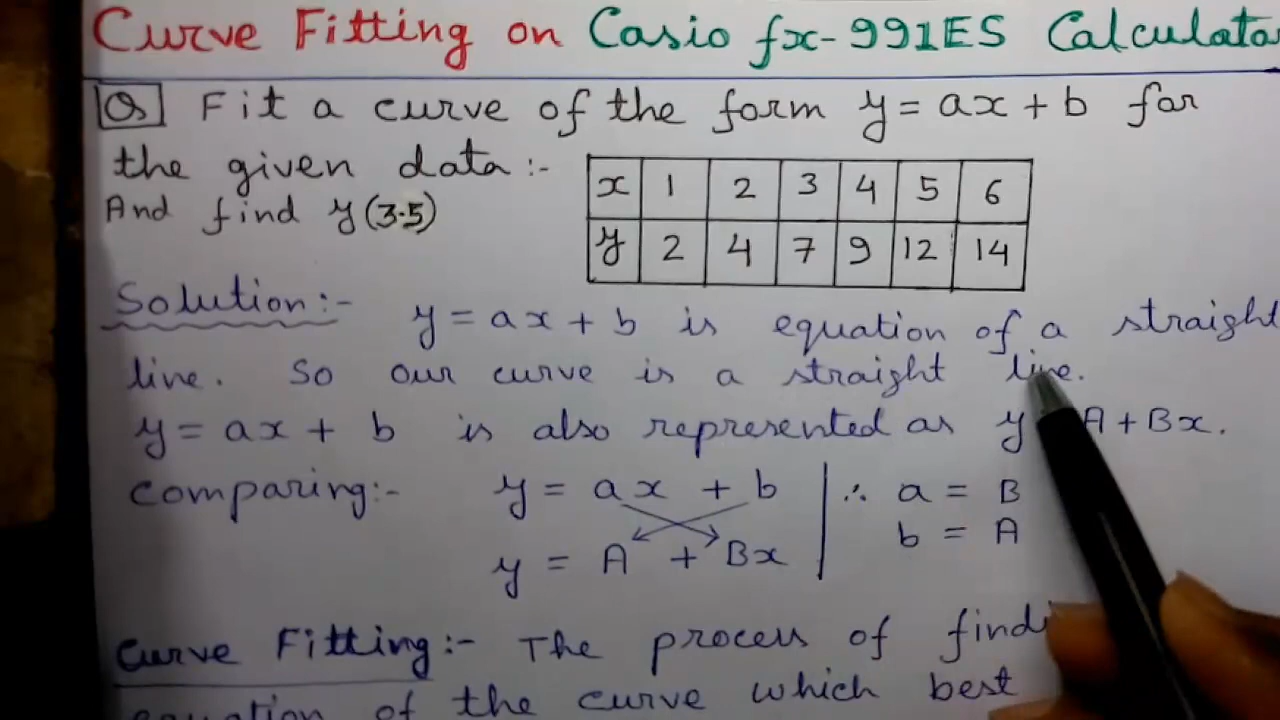 Curve Fitting on Casio fx-991ES Calculator
Q Fit a curve of the form y = ax + b for
the given data :-
And find y(3.5)
x 1 2 3 4 5 6
y 2 4 7 9 12 14
Solution :- y = ax + b is equation of a straight
line. So our curve is a straight line.
y = ax + b is also represented as y A + Bx.
Comparing :- y = ax + b ∴ a = B
b = A
y = A + Bx
Curve Fitting :- The process of findi
equation of the curve which best